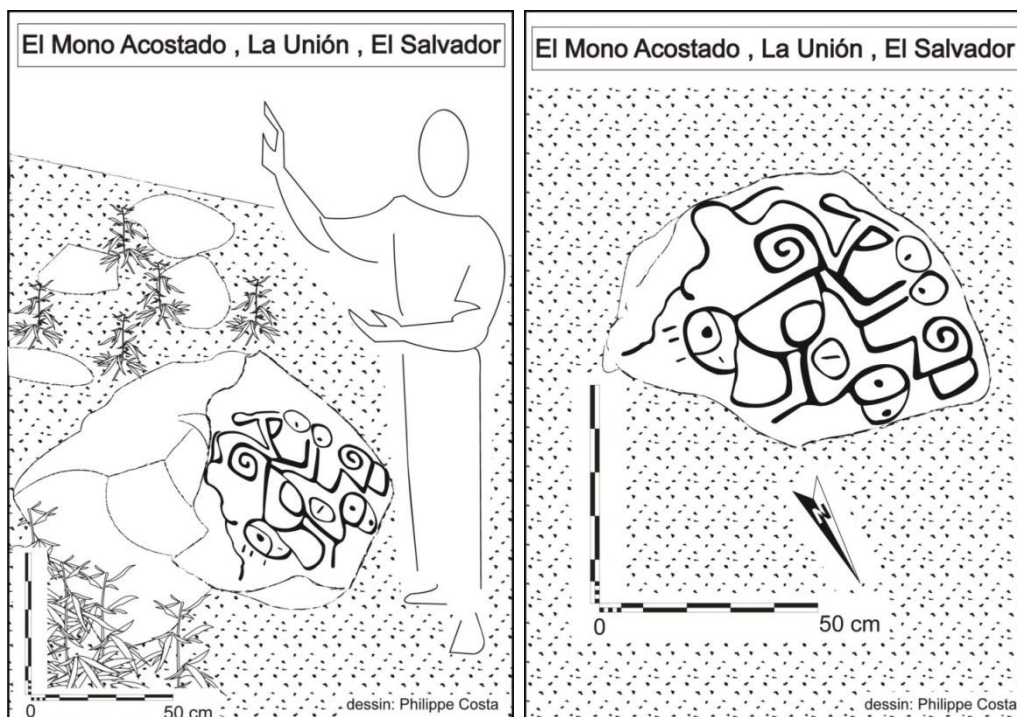 El Mono Acostado , La Unión , El Salvador
0
50 cm
dessin: Philippe Costa
El Mono Acostado , La Unión , El Salvador
N
0
50 cm
dessin: Philippe Costa